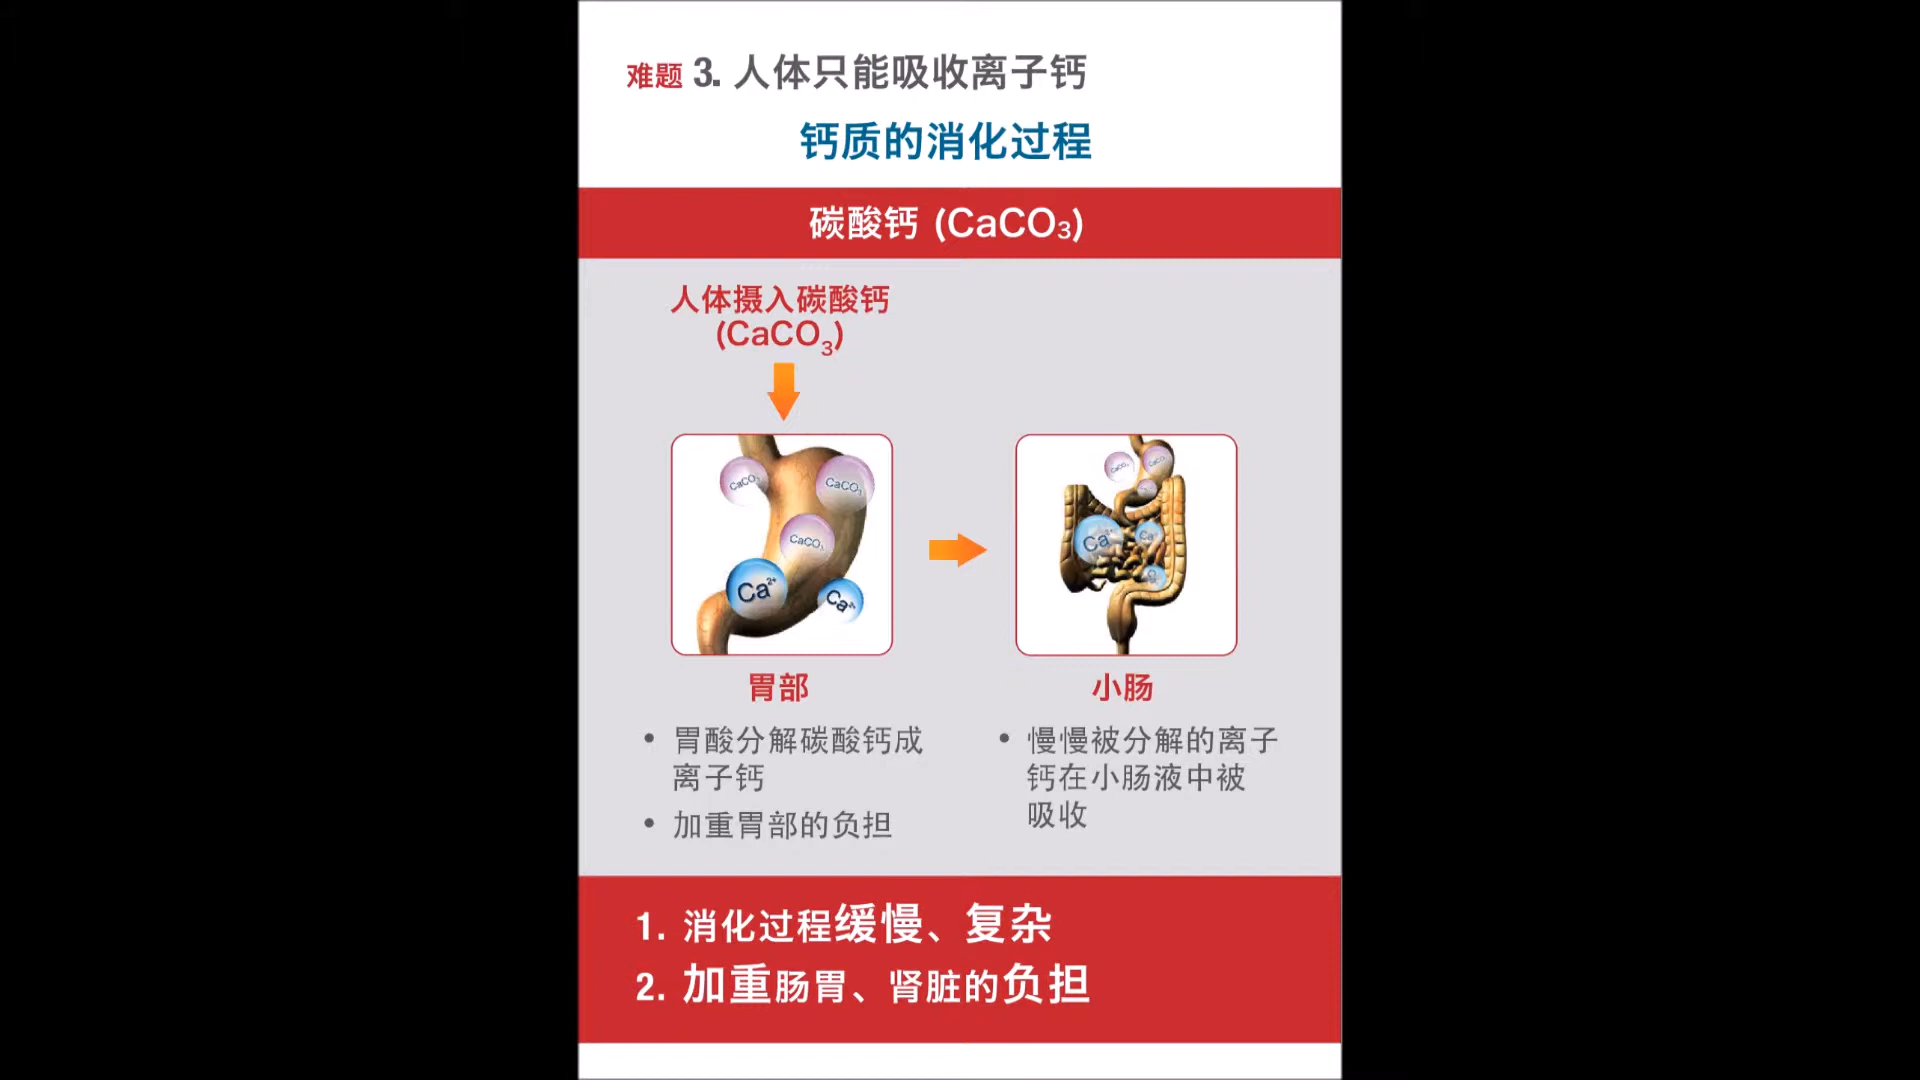 难题 3. 人体只能吸收离子钙
钙质的消化过程
碳酸钙 (CaCO₃)
人体摄入碳酸钙
(CaCO₃)
CaCO₃
CaCO₃
CaCO₃
Ca²⁺
Ca²⁺
CaCO₃
CaCO₃
Ca²⁺
Ca
胃部
小肠
• 胃酸分解碳酸钙成
离子钙
• 加重胃部的负担
• 慢慢被分解的离子
钙在小肠液中被
吸收
1. 消化过程缓慢、复杂
2. 加重肠胃、肾脏的负担